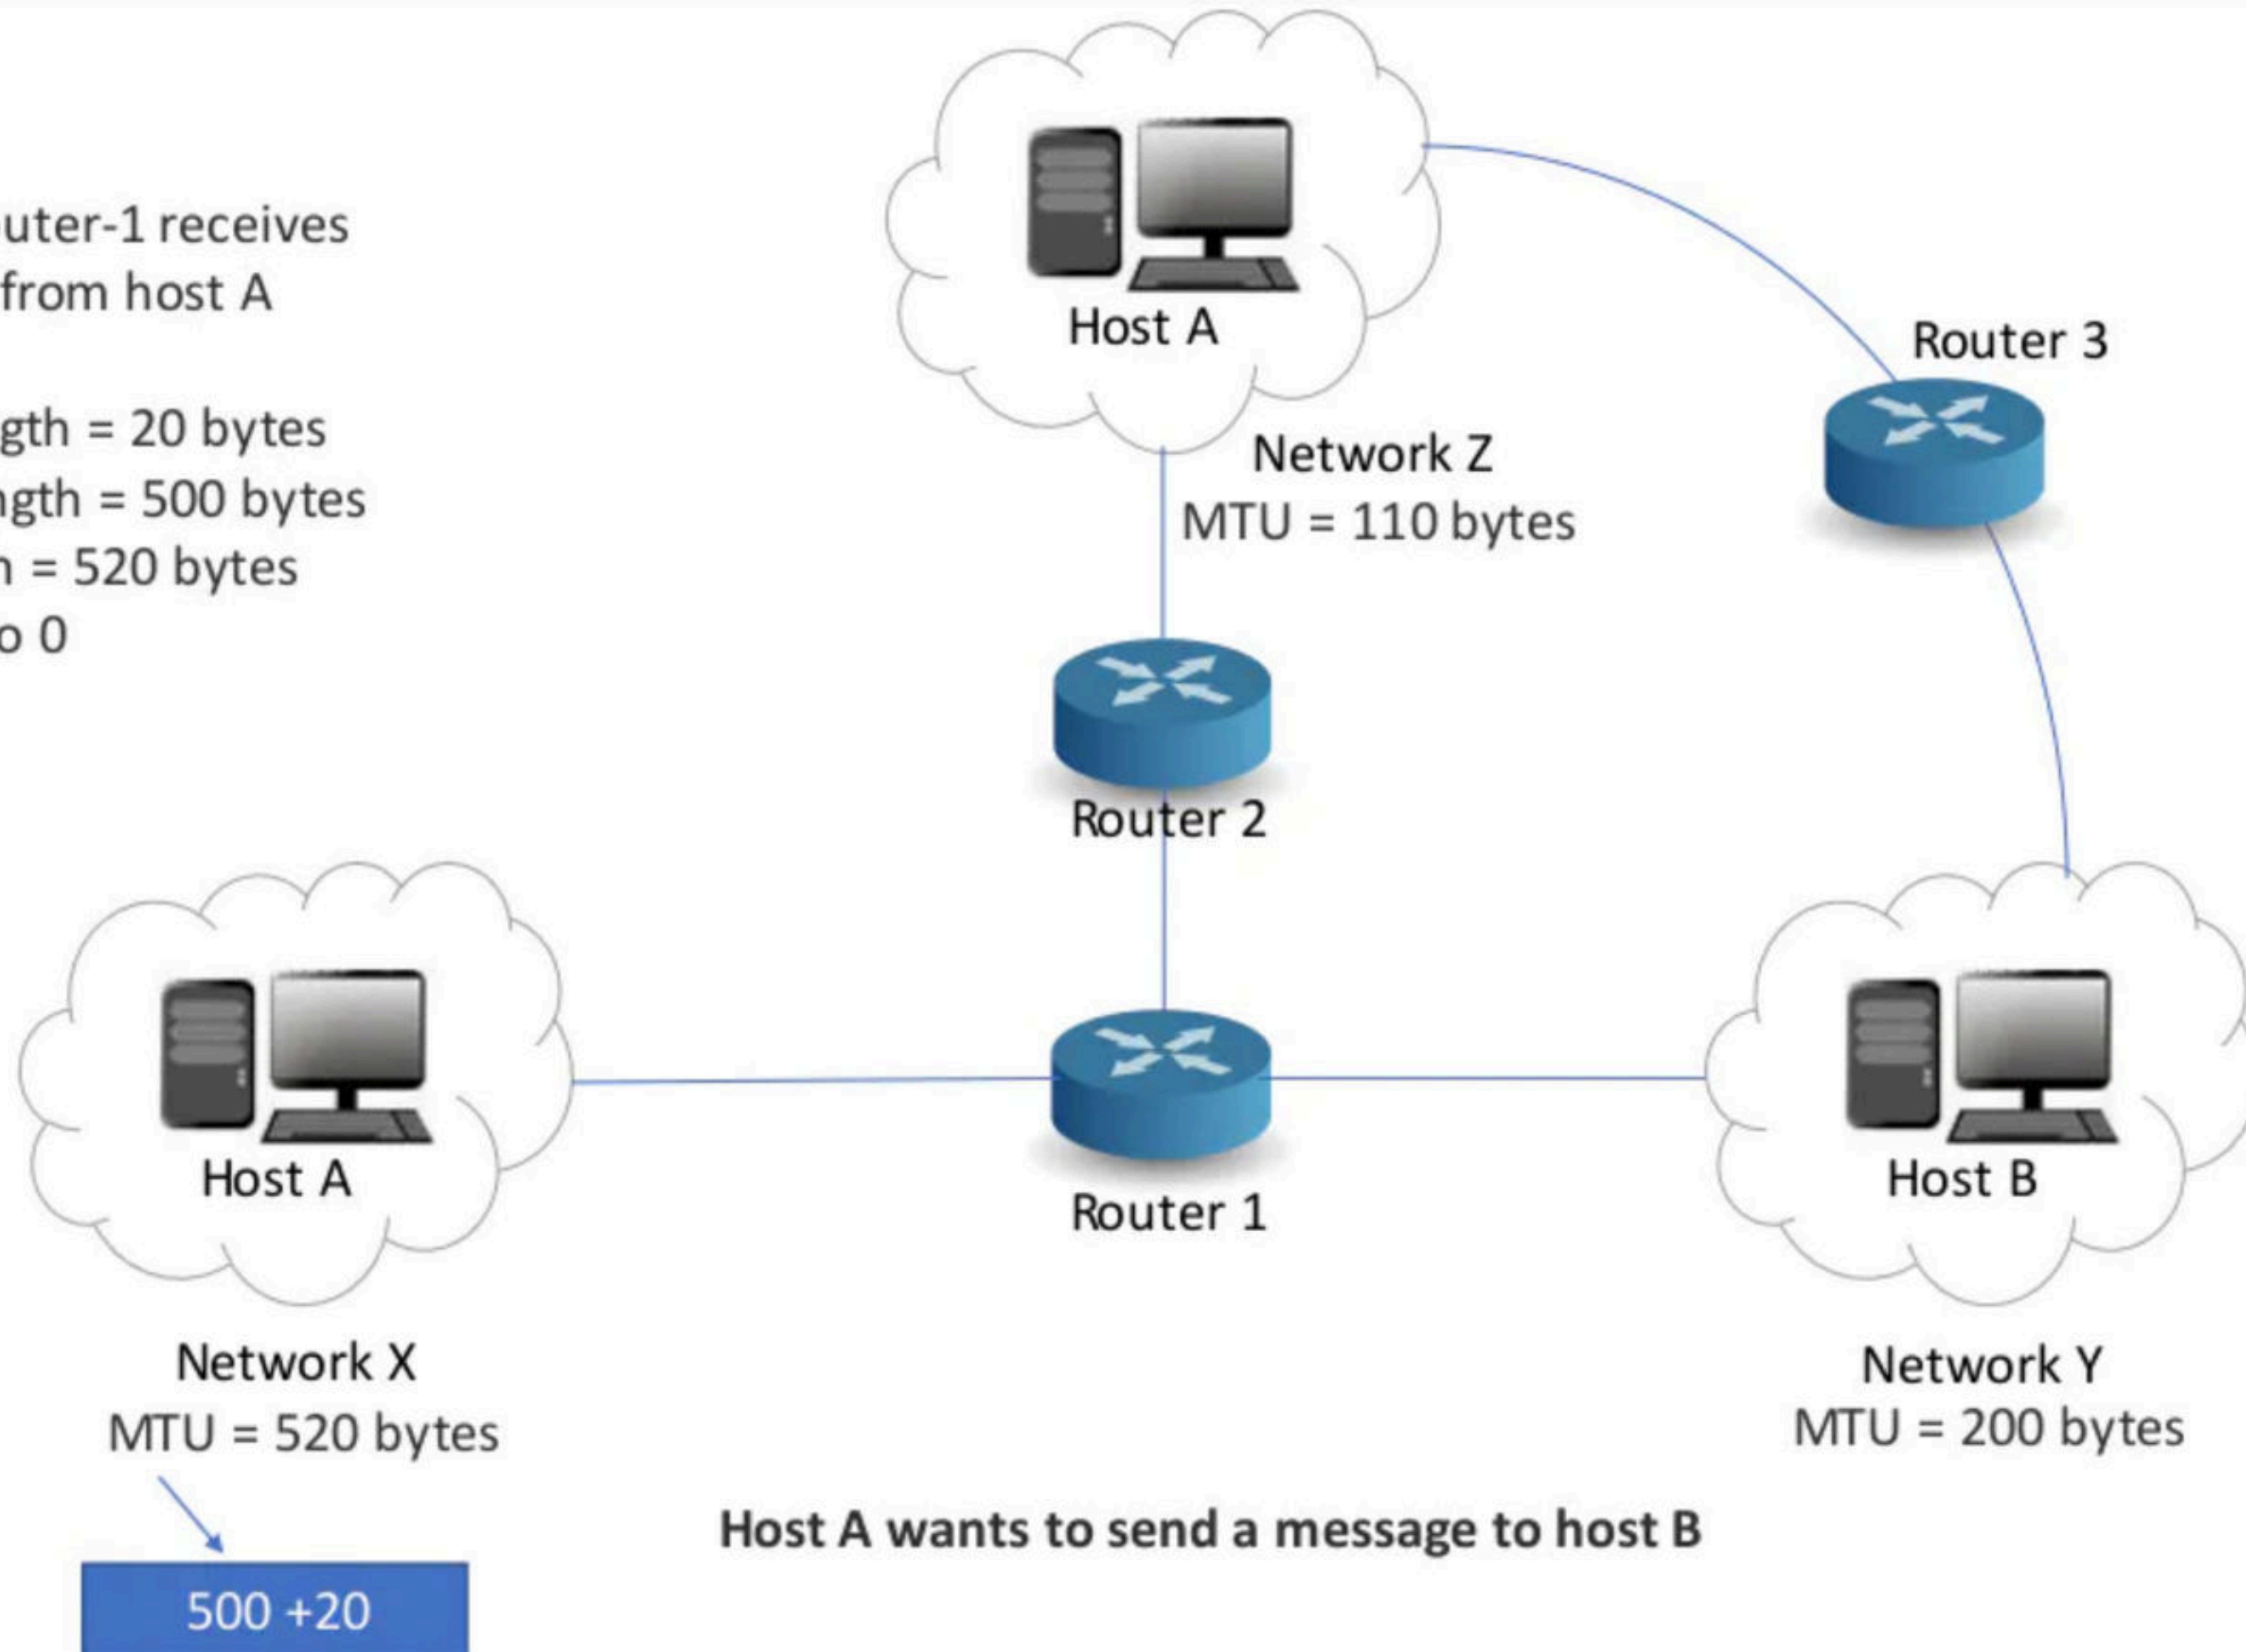 uter-1 receives
from host A
gth = 20 bytes
ngth = 500 bytes
n = 520 bytes
o 0
Host A
Network Z
MTU = 110 bytes
Router 3
Router 2
Host A
Router 1
Host B
Network X
MTU = 520 bytes
Network Y
MTU = 200 bytes
Host A wants to send a message to host B
500 +20